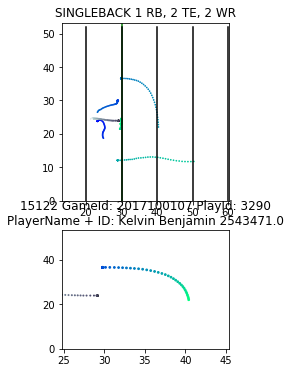 SINGLEBACK 1 RB, 2 TE, 2 WR
50
40
30
20
10
0
20 30 40 50 60
15122 GameId: 2017100107 PlayId: 3290
PlayerName + ID: Kelvin Benjamin 2543471.0
40
20
0
25 30 35 40 45